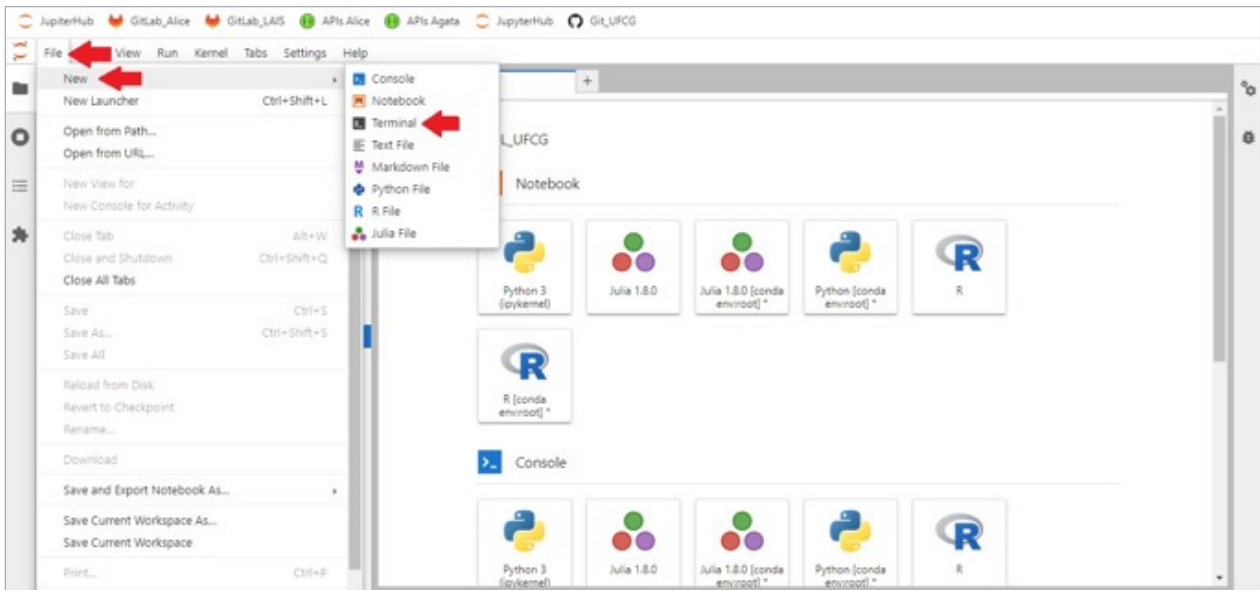 JupiterHub GitLab_Alice GitLab_LAIS APIs Alice APIs Agata JupyterHub Git_UFCG
File View Run Kernel Tabs Settings Help
New
New Launcher Ctrl+Shift+L
Open from Path...
Open from URL...
New View for
New Console for Activity
Close Tab Alt+W
Close and Shutdown Ctrl+Shift+Q
Close All Tabs
Save Ctrl+S
Save As... Ctrl+Shift+S
Save All
Reload from Disk
Revert to Checkpoint
Rename...
Download
Save and Export Notebook As...
Save Current Workspace As...
Save Current Workspace
Print... Ctrl+P
Console
Notebook
Terminal
Text File
Markdown File
Python File
R File
Julia File
L_UFCG
Notebook
Python 3
(ipykernel)
Julia 1.8.0
Julia 1.8.0 [conda
env:root] *
Python [conda
env:root] *
R
R [conda
env:root] *
Console
Python 3
(ipykernel)
Julia 1.8.0
Julia 1.8.0 [conda
env:root] *
Python [conda
env:root] *
R